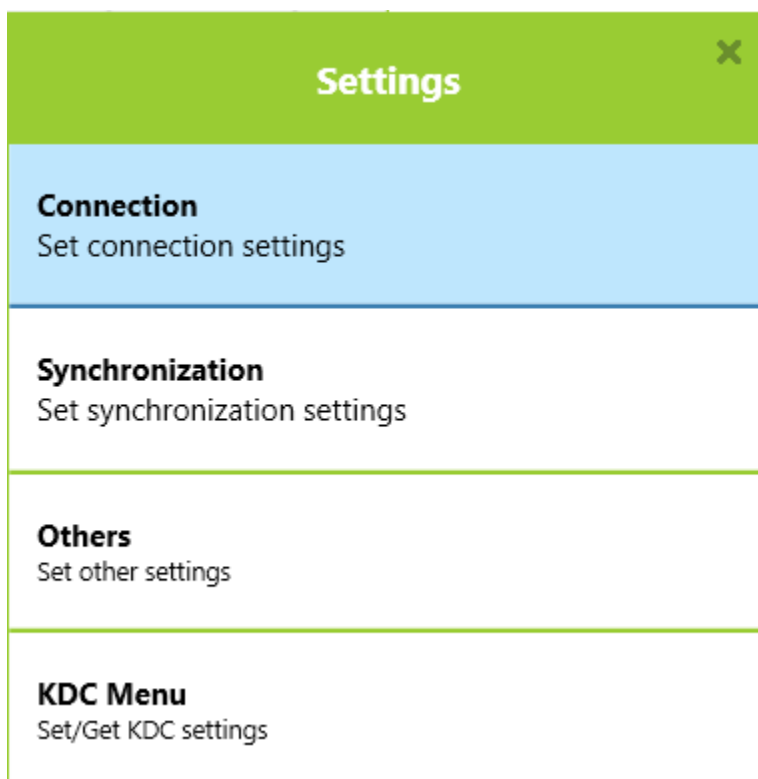 Settings
Connection
Set connection settings
Synchronization
Set synchronization settings
Others
Set other settings
KDC Menu
Set/Get KDC settings